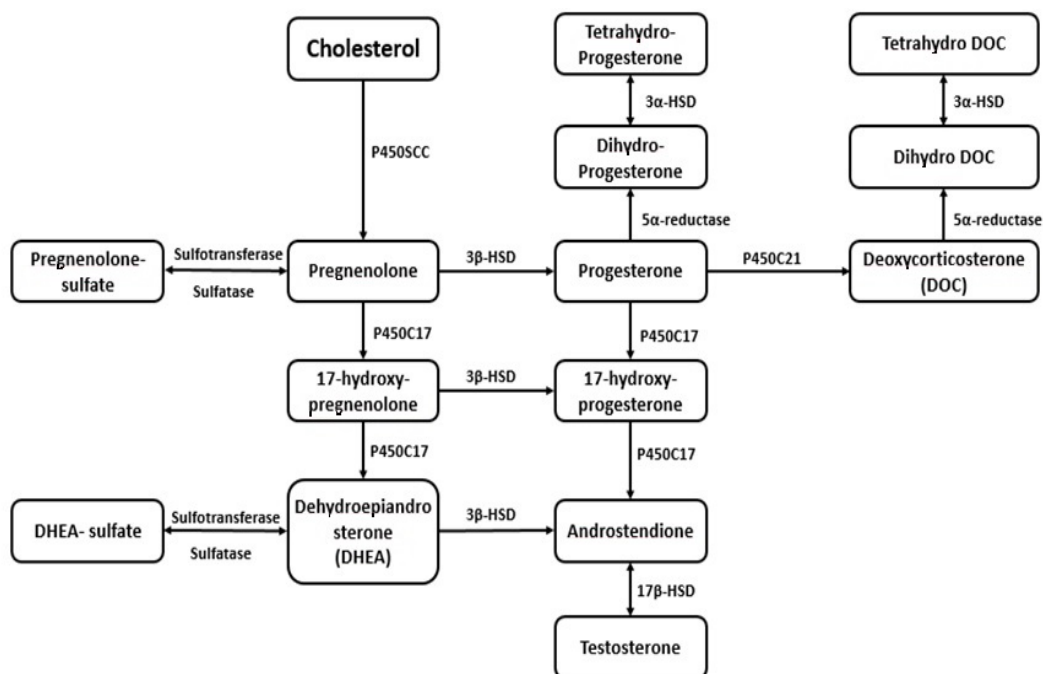 Cholesterol
Tetrahydro-
Progesterone
Tetrahydro DOC
3α-HSD
3α-HSD
P450SCC
Dihydro-
Progesterone
Dihydro DOC
5α-reductase
5α-reductase
Pregnenolone-
sulfate
Sulfotransferase
Sulfatase
Pregnenolone
3β-HSD
Progesterone
P450C21
Deoxycorticosterone
(DOC)
P450C17
P450C17
17-hydroxy-
pregnenolone
3β-HSD
17-hydroxy-
progesterone
P450C17
P450C17
DHEA- sulfate
Sulfotransferase
Sulfatase
Dehydroepiandro
sterone
(DHEA)
3β-HSD
Androstendione
17β-HSD
Testosterone